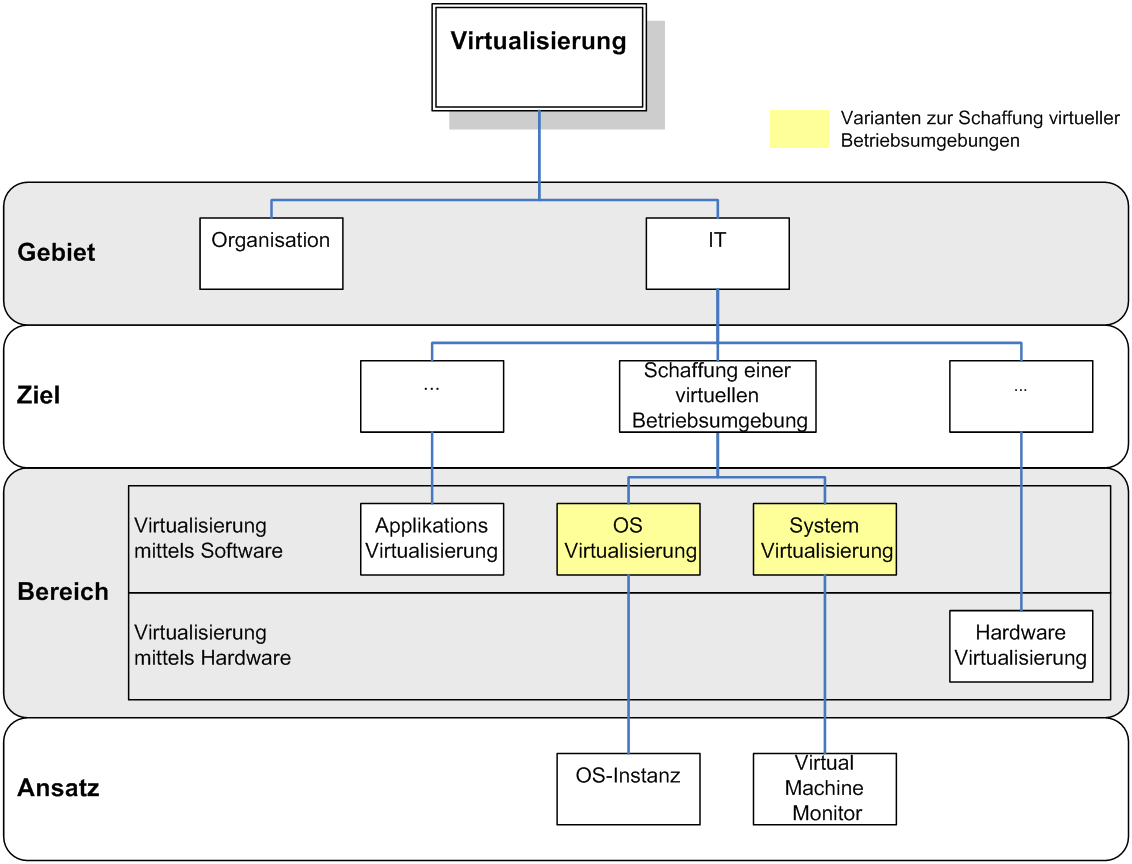 Virtualisierung
Varianten zur Schaffung virtueller
Betriebsumgebungen
Gebiet
Organisation
IT
Ziel
...
Schaffung einer
virtuellen
Betriebsumgebung
...
Bereich
Virtualisierung
mittels Software
Applikations
Virtualisierung
OS
Virtualisierung
System
Virtualisierung
Virtualisierung
mittels Hardware
Hardware
Virtualisierung
Ansatz
OS-Instanz
Virtual
Machine
Monitor